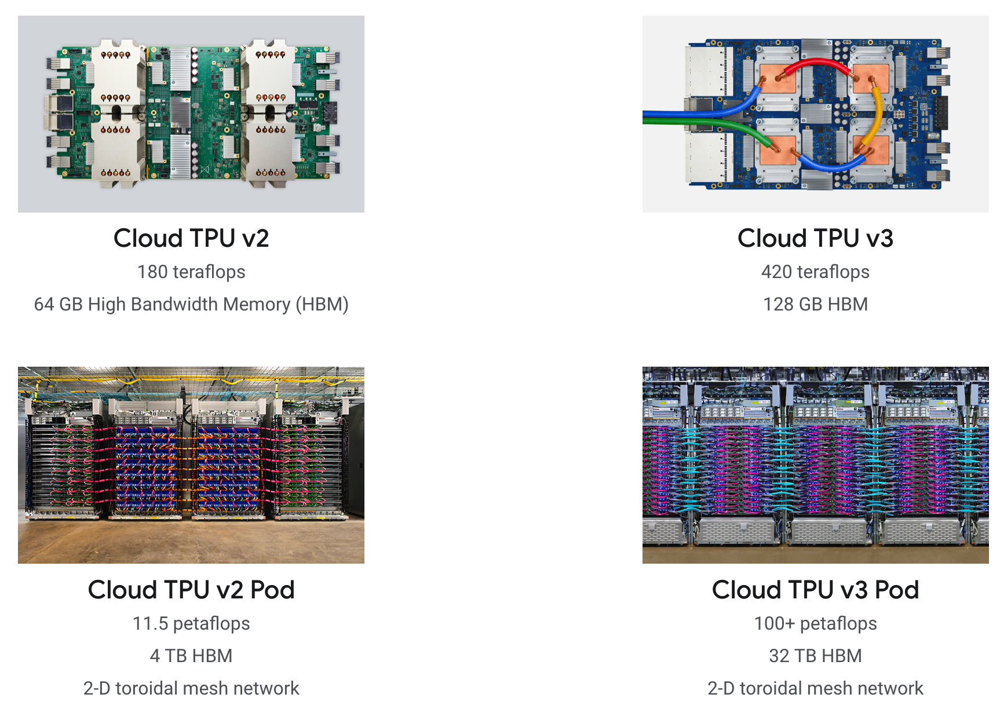 Cloud TPU v2
180 teraflops
64 GB High Bandwidth Memory (HBM)
Cloud TPU v3
420 teraflops
128 GB HBM
Cloud TPU v2 Pod
11.5 petaflops
4 TB HBM
2-D toroidal mesh network
Cloud TPU v3 Pod
100+ petaflops
32 TB HBM
2-D toroidal mesh network